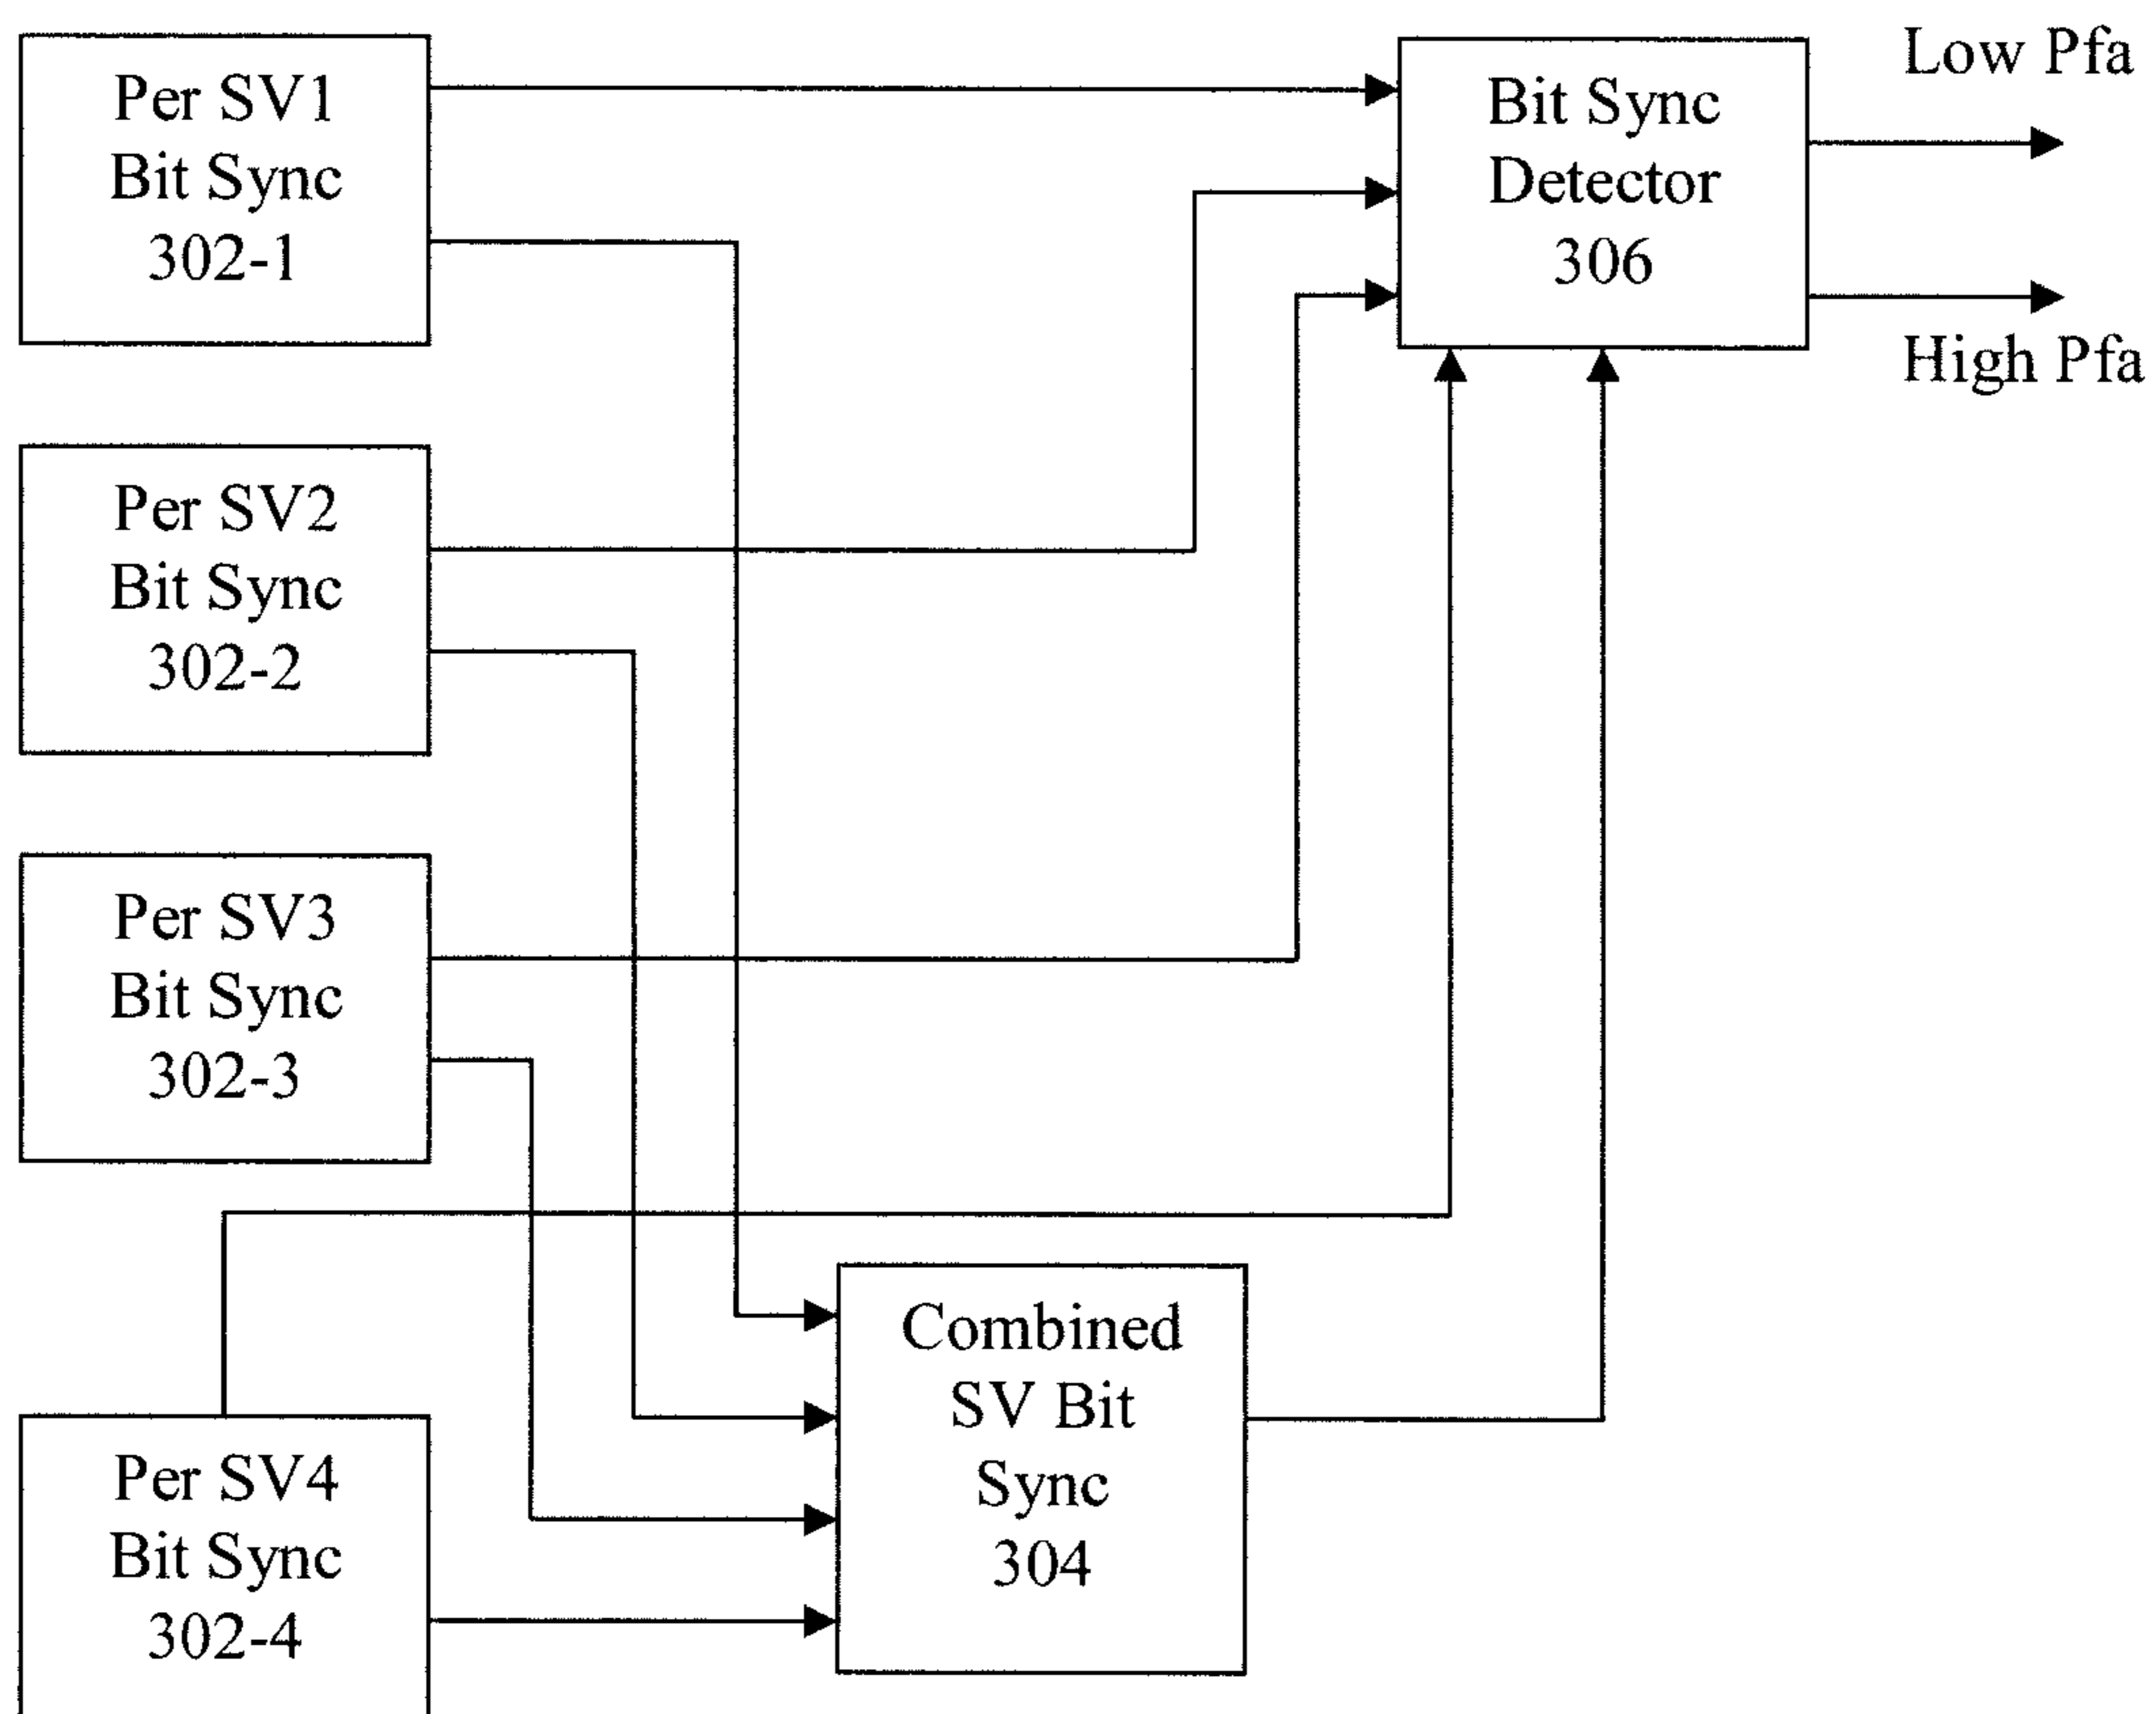 Per SV1
Bit Sync
302-1
Bit Sync
Detector
306
Low Pfa
High Pfa
Per SV2
Bit Sync
302-2
Per SV3
Bit Sync
302-3
Per SV4
Bit Sync
302-4
Combined
SV Bit
Sync
304